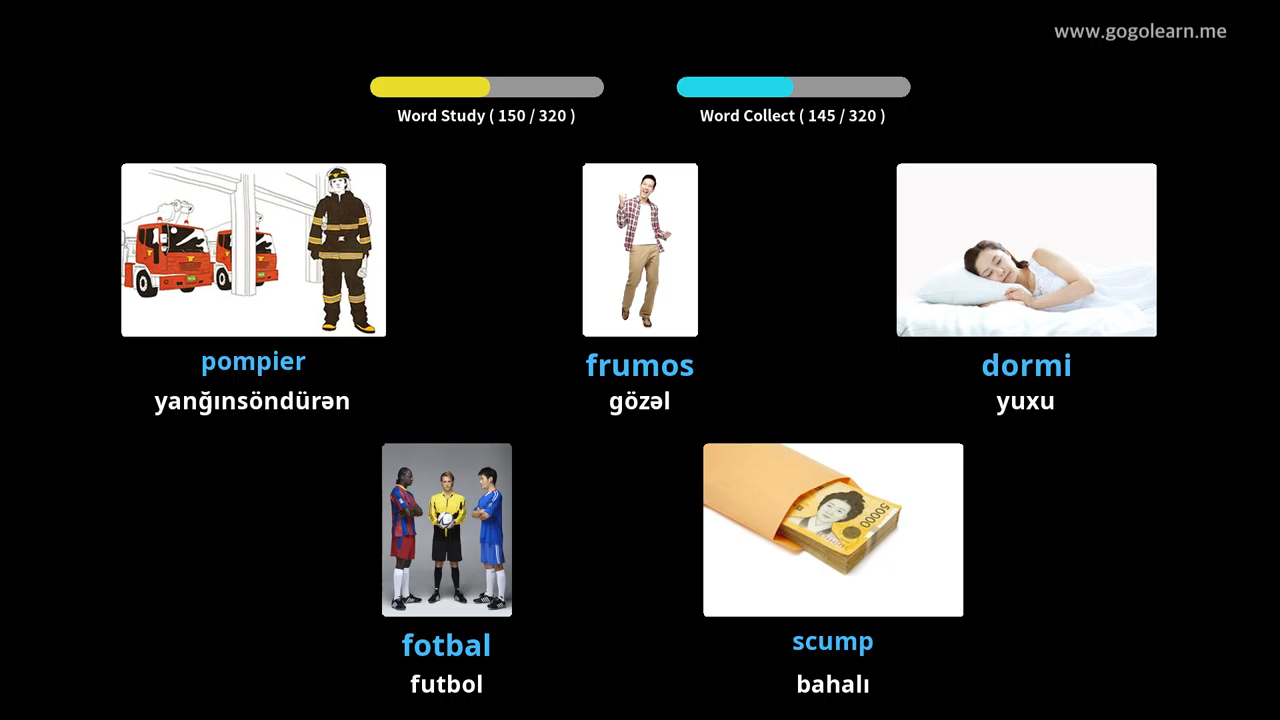 www.gogolearn.me
Word Study ( 150 / 320 )
Word Collect ( 145 / 320 )
pompier
yanğınsöndürən
frumos
gözəl
dormi
yuxu
fotbal
futbol
50000
scump
bahalı